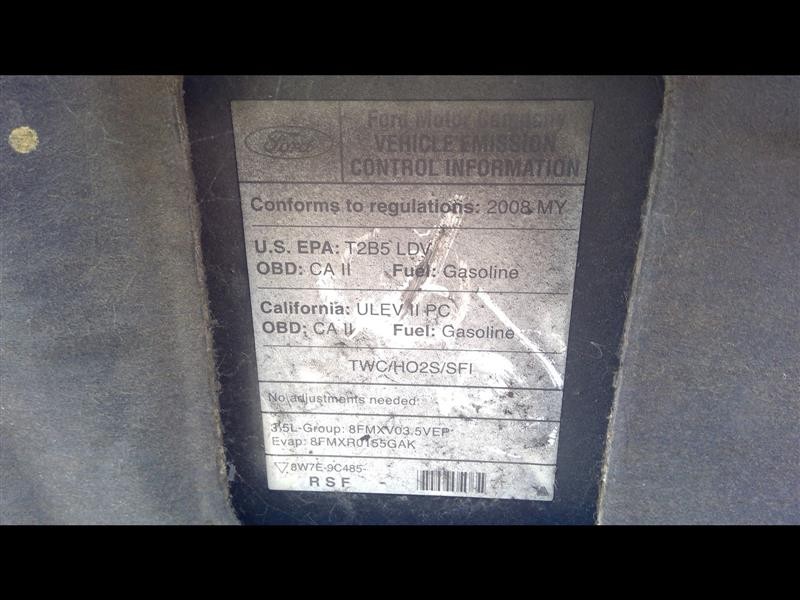 Ford
Ford Motor Company
VEHICLE EMISSION
CONTROL INFORMATION
Conforms to regulations: 2008 MY
U.S. EPA: T2B5 LDV
OBD: CA II Fuel: Gasoline
California: ULEV II PC
OBD: CA II Fuel: Gasoline
TWC/HO2S/SFI
No adjustments needed.
3.5L-Group: 8FMXV03.5VEP
Evap: 8FMXR0155GAK
8W7E-9C485-
RSF -